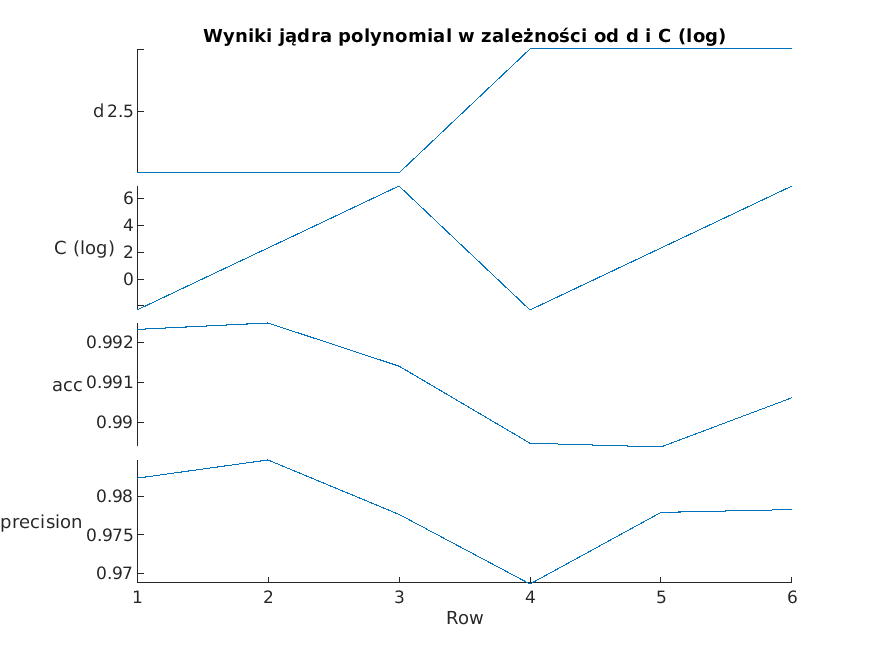 Wyniki jądra polynomial w zależności od d i C (log)
d 2.5
6
4
C (log) 2
0
0.992
acc 0.991
0.99
0.98
precision 0.975
0.97
1 2 3 4 5 6
Row